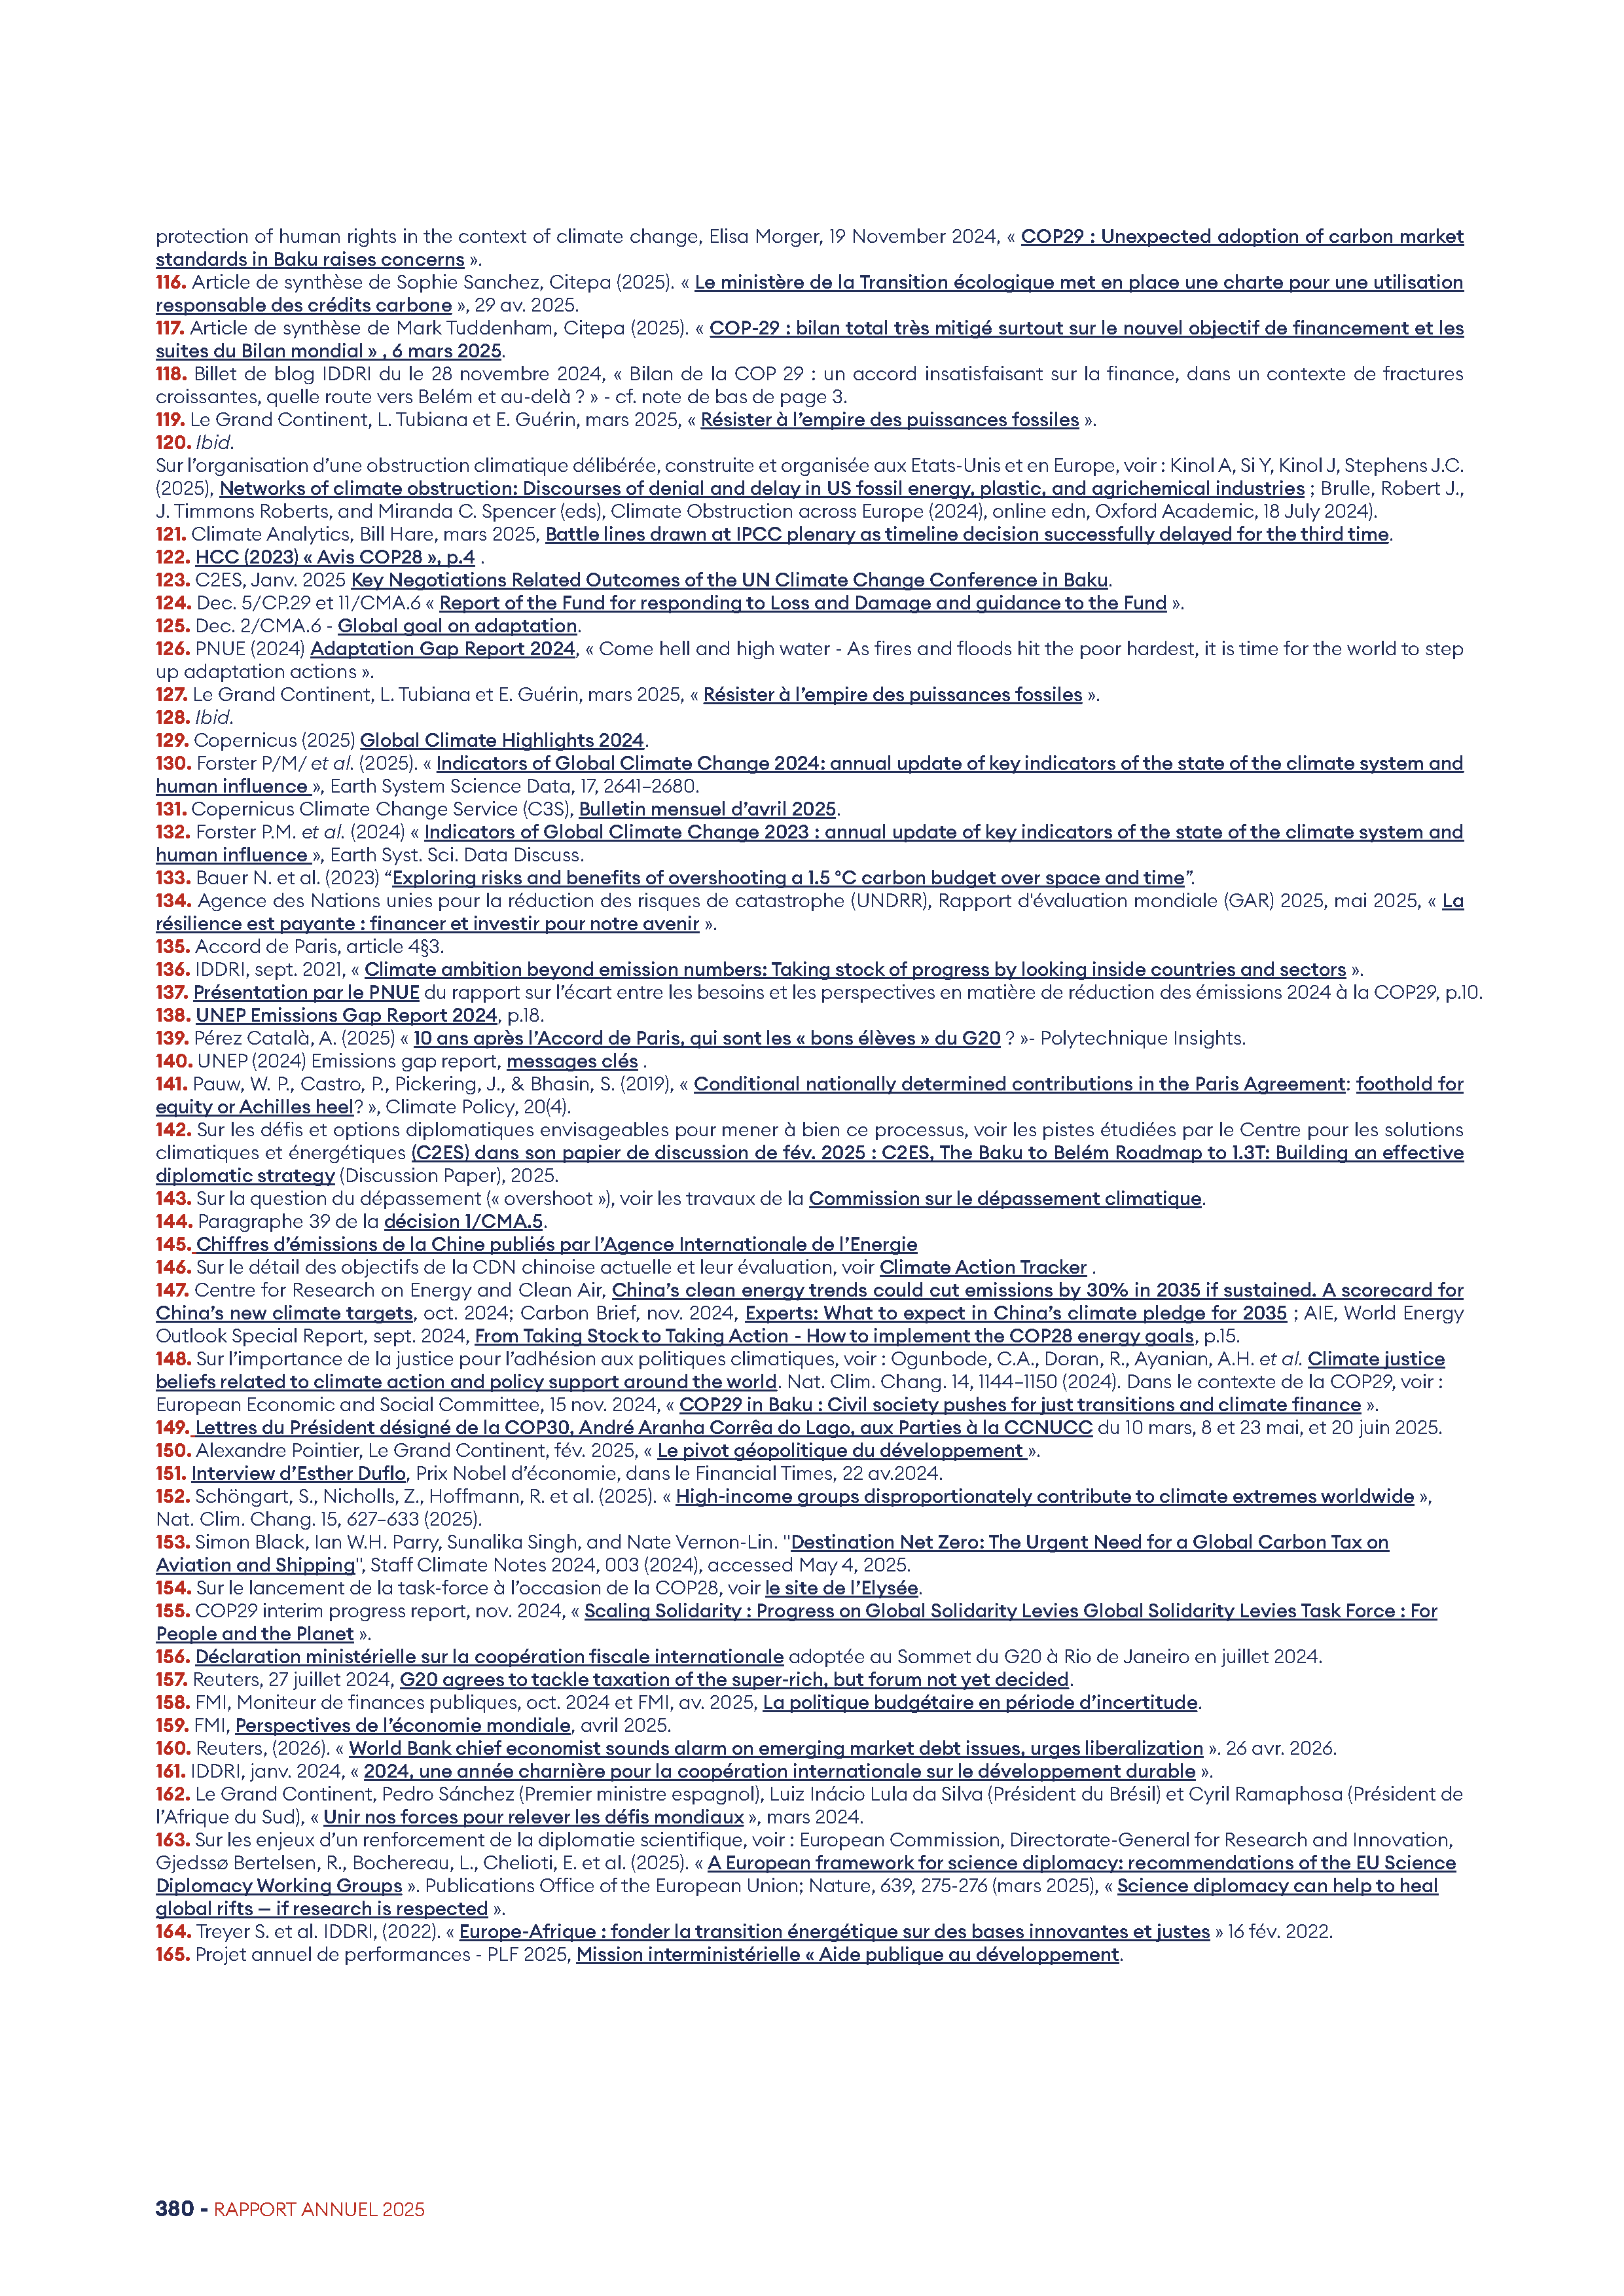 protection of human rights in the context of climate change, Elisa Morger, 19 November 2024, « COP29 : Unexpected adoption of carbon market
standards in Baku raises concerns ».
116. Article de synthèse de Sophie Sanchez, Citepa (2025). « Le ministère de la Transition écologique met en place une charte pour une utilisation
responsable des crédits carbone », 29 av. 2025.
117. Article de synthèse de Mark Tuddenham, Citepa (2025). « COP-29 : bilan total très mitigé surtout sur le nouvel objectif de financement et les
suites du Bilan mondial » , 6 mars 2025.
118. Billet de blog IDDRI du le 28 novembre 2024, « Bilan de la COP 29 : un accord insatisfaisant sur la finance, dans un contexte de fractures
croissantes, quelle route vers Belém et au-delà ? » - cf. note de bas de page 3.
119. Le Grand Continent, L. Tubiana et E. Guérin, mars 2025, « Résister à l’empire des puissances fossiles ».
120. Ibid.
Sur l’organisation d’une obstruction climatique délibérée, construite et organisée aux Etats-Unis et en Europe, voir : Kinol A, Si Y, Kinol J, Stephens J.C.
(2025), Networks of climate obstruction: Discourses of denial and delay in US fossil energy, plastic, and agrichemical industries ; Brulle, Robert J.,
J. Timmons Roberts, and Miranda C. Spencer (eds), Climate Obstruction across Europe (2024), online edn, Oxford Academic, 18 July 2024).
121. Climate Analytics, Bill Hare, mars 2025, Battle lines drawn at IPCC plenary as timeline decision successfully delayed for the third time.
122. HCC (2023) « Avis COP28 », p.4 .
123. C2ES, Janv. 2025 Key Negotiations Related Outcomes of the UN Climate Change Conference in Baku.
124. Dec. 5/CP.29 et 11/CMA.6 « Report of the Fund for responding to Loss and Damage and guidance to the Fund ».
125. Dec. 2/CMA.6 - Global goal on adaptation.
126. PNUE (2024) Adaptation Gap Report 2024, « Come hell and high water - As fires and floods hit the poor hardest, it is time for the world to step
up adaptation actions ».
127. Le Grand Continent, L. Tubiana et E. Guérin, mars 2025, « Résister à l’empire des puissances fossiles ».
128. Ibid.
129. Copernicus (2025) Global Climate Highlights 2024.
130. Forster P/M/ et al. (2025). « Indicators of Global Climate Change 2024: annual update of key indicators of the state of the climate system and
human influence », Earth System Science Data, 17, 2641–2680.
131. Copernicus Climate Change Service (C3S), Bulletin mensuel d’avril 2025.
132. Forster P.M. et al. (2024) « Indicators of Global Climate Change 2023 : annual update of key indicators of the state of the climate system and
human influence », Earth Syst. Sci. Data Discuss.
133. Bauer N. et al. (2023) “Exploring risks and benefits of overshooting a 1.5 °C carbon budget over space and time”.
134. Agence des Nations unies pour la réduction des risques de catastrophe (UNDRR), Rapport d'évaluation mondiale (GAR) 2025, mai 2025, « La
résilience est payante : financer et investir pour notre avenir ».
135. Accord de Paris, article 4§3.
136. IDDRI, sept. 2021, « Climate ambition beyond emission numbers: Taking stock of progress by looking inside countries and sectors ».
137. Présentation par le PNUE du rapport sur l’écart entre les besoins et les perspectives en matière de réduction des émissions 2024 à la COP29, p.10.
138. UNEP Emissions Gap Report 2024, p.18.
139. Pérez Català, A. (2025) « 10 ans après l’Accord de Paris, qui sont les « bons élèves » du G20 ? »- Polytechnique Insights.
140. UNEP (2024) Emissions gap report, messages clés .
141. Pauw, W. P., Castro, P., Pickering, J., & Bhasin, S. (2019), « Conditional nationally determined contributions in the Paris Agreement: foothold for
equity or Achilles heel? », Climate Policy, 20(4).
142. Sur les défis et options diplomatiques envisageables pour mener à bien ce processus, voir les pistes étudiées par le Centre pour les solutions
climatiques et énergétiques (C2ES) dans son papier de discussion de fév. 2025 : C2ES, The Baku to Belém Roadmap to 1.3T: Building an effective
diplomatic strategy (Discussion Paper), 2025.
143. Sur la question du dépassement (« overshoot »), voir les travaux de la Commission sur le dépassement climatique.
144. Paragraphe 39 de la décision 1/CMA.5.
145. Chiffres d’émissions de la Chine publiés par l’Agence Internationale de l’Energie
146. Sur le détail des objectifs de la CDN chinoise actuelle et leur évaluation, voir Climate Action Tracker .
147. Centre for Research on Energy and Clean Air, China’s clean energy trends could cut emissions by 30% in 2035 if sustained. A scorecard for
China’s new climate targets, oct. 2024; Carbon Brief, nov. 2024, Experts: What to expect in China’s climate pledge for 2035 ; AIE, World Energy
Outlook Special Report, sept. 2024, From Taking Stock to Taking Action - How to implement the COP28 energy goals, p.15.
148. Sur l’importance de la justice pour l’adhésion aux politiques climatiques, voir : Ogunbode, C.A., Doran, R., Ayanian, A.H. et al. Climate justice
beliefs related to climate action and policy support around the world. Nat. Clim. Chang. 14, 1144–1150 (2024). Dans le contexte de la COP29, voir :
European Economic and Social Committee, 15 nov. 2024, « COP29 in Baku : Civil society pushes for just transitions and climate finance ».
149. Lettres du Président désigné de la COP30, André Aranha Corrêa do Lago, aux Parties à la CCNUCC du 10 mars, 8 et 23 mai, et 20 juin 2025.
150. Alexandre Pointier, Le Grand Continent, fév. 2025, « Le pivot géopolitique du développement ».
151. Interview d’Esther Duflo, Prix Nobel d’économie, dans le Financial Times, 22 av.2024.
152. Schöngart, S., Nicholls, Z., Hoffmann, R. et al. (2025). « High-income groups disproportionately contribute to climate extremes worldwide »,
Nat. Clim. Chang. 15, 627–633 (2025).
153. Simon Black, Ian W.H. Parry, Sunalika Singh, and Nate Vernon-Lin. "Destination Net Zero: The Urgent Need for a Global Carbon Tax on
Aviation and Shipping", Staff Climate Notes 2024, 003 (2024), accessed May 4, 2025.
154. Sur le lancement de la task-force à l’occasion de la COP28, voir le site de l’Elysée.
155. COP29 interim progress report, nov. 2024, « Scaling Solidarity : Progress on Global Solidarity Levies Global Solidarity Levies Task Force : For
People and the Planet ».
156. Déclaration ministérielle sur la coopération fiscale internationale adoptée au Sommet du G20 à Rio de Janeiro en juillet 2024.
157. Reuters, 27 juillet 2024, G20 agrees to tackle taxation of the super-rich, but forum not yet decided.
158. FMI, Moniteur de finances publiques, oct. 2024 et FMI, av. 2025, La politique budgétaire en période d’incertitude.
159. FMI, Perspectives de l’économie mondiale, avril 2025.
160. Reuters, (2026). « World Bank chief economist sounds alarm on emerging market debt issues, urges liberalization ». 26 avr. 2026.
161. IDDRI, janv. 2024, « 2024, une année charnière pour la coopération internationale sur le développement durable ».
162. Le Grand Continent, Pedro Sánchez (Premier ministre espagnol), Luiz Inácio Lula da Silva (Président du Brésil) et Cyril Ramaphosa (Président de
l’Afrique du Sud), « Unir nos forces pour relever les défis mondiaux », mars 2024.
163. Sur les enjeux d’un renforcement de la diplomatie scientifique, voir : European Commission, Directorate-General for Research and Innovation,
Gjedssø Bertelsen, R., Bochereau, L., Chelioti, E. et al. (2025). « A European framework for science diplomacy: recommendations of the EU Science
Diplomacy Working Groups ». Publications Office of the European Union; Nature, 639, 275-276 (mars 2025), « Science diplomacy can help to heal
global rifts — if research is respected ».
164. Treyer S. et al. IDDRI, (2022). « Europe-Afrique : fonder la transition énergétique sur des bases innovantes et justes » 16 fév. 2022.
165. Projet annuel de performances - PLF 2025, Mission interministérielle « Aide publique au développement.
380 - RAPPORT ANNUEL 2025